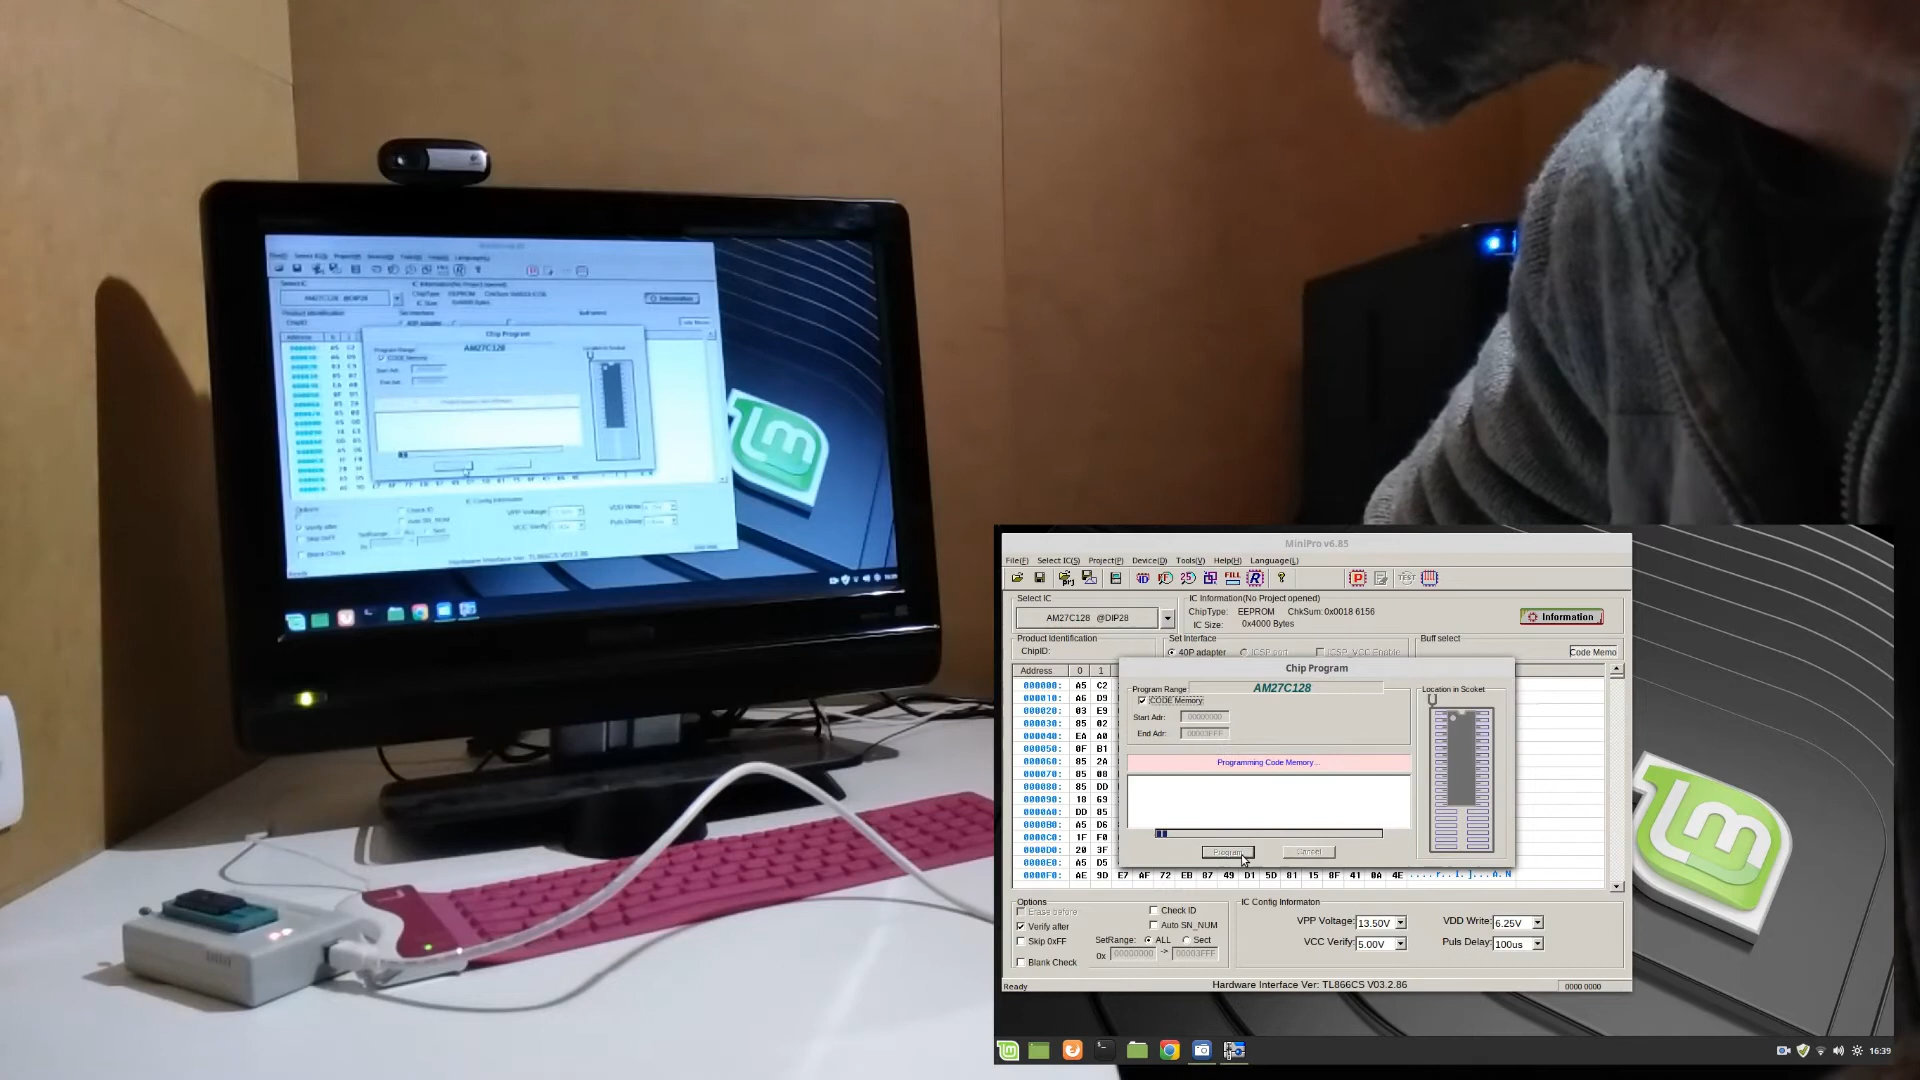 MiniPro v6.85
File(F) Select IC(S) Project(P) Device(D) Tools(V) Help(H) Language(L)
Select IC
AM27C128 @DIP28
IC Information(No Project opened)
ChipType: EEPROM ChkSum: 0x0018 6156
IC Size: 0x4000 Bytes
Information
Product Identification
ChipID:
Set Interface
40P adapter ICSP port ICSP_VCC Enable
Buff select
Code Memo
Address 0 1
000000: A5 C2
000010: A6 D9
000020: 03 E9
000030: 85 02
000040: EA A0
000050: 0F B1
000060: 85 2A
000070: 85 08
000080: 85 DD
000090: 18 69
0000A0: DD 85
0000B0: A5 D6
0000C0: 1F F0
0000D0: 20 3F
0000E0: A5 D5
0000F0: AE 9D E7 AF 72 EB 87 49 D1 5D 81 15 8F 41 0A 4E ....r.I.]...A.N
Chip Program
Program Range
AM27C128
CODE Memory
Start Adr: 00000000
End Adr: 00003FFF
Programming Code Memory...
Program Cancel
Location in Scoket
Options
Erase before
Verify after
Skip 0xFF
Blank Check
Check ID
Auto SN_NUM
SetRange: ALL Sect
0x 00000000 -> 00003FFF
IC Config Informaton
VPP Voltage: 13.50V VDD Write: 6.25V
VCC Verify: 5.00V Puls Delay: 100us
Ready Hardware Interface Ver: TL866CS V03.2.86 0000 0000
16:39